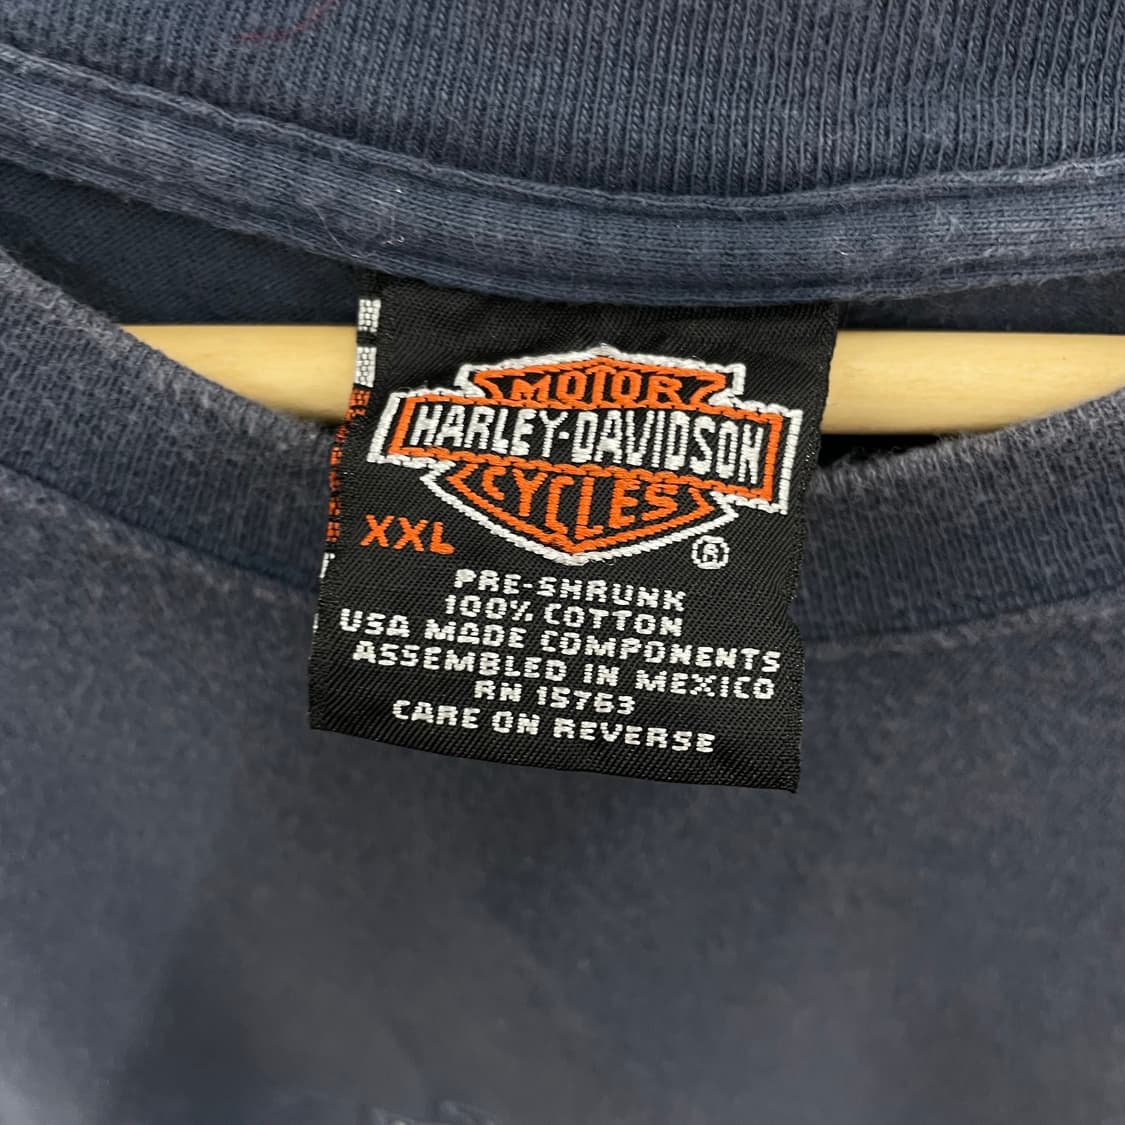 MOTOR
HARLEY-DAVIDSON
CYCLES
XXL
®
PRE-SHRUNK
100% COTTON
USA MADE COMPONENTS
ASSEMBLED IN MEXICO
RN 15763
CARE ON REVERSE